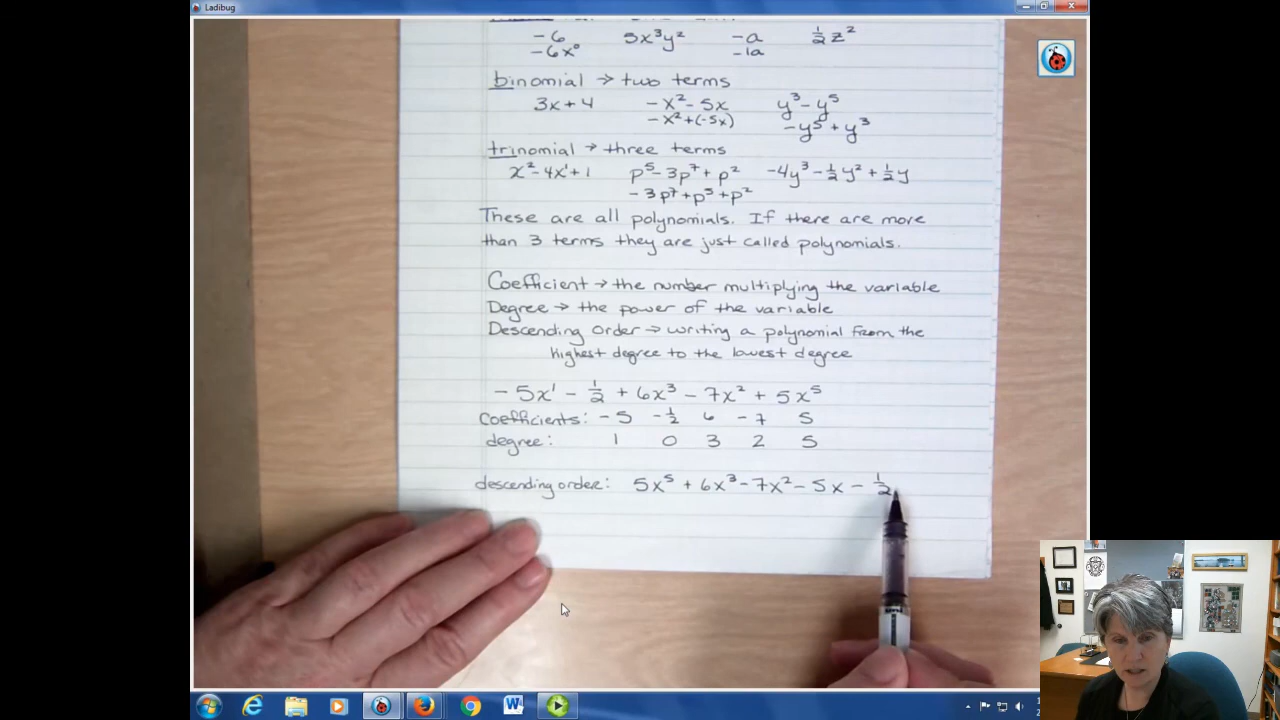 Ladibug
-6 5x³y² -a ½z²
-6x⁰ -1a
binomial → two terms
3x+4 -x²-5x y³-y⁵
-x²+(-5x) -y⁵+y³
trinomial → three terms
x²-4x¹+1 p⁵-3p⁷+p² -4y³-½y²+½y
-3p⁷+p⁵+p²
These are all polynomials. If there are more
than 3 terms they are just called polynomials.
Coefficient → the number multiplying the variable
Degree → the power of the variable
Descending Order → writing a polynomial from the
highest degree to the lowest degree
-5x¹ - ½ + 6x³ - 7x² + 5x⁵
Coefficients: -5 -½ 6 -7 5
degree: 1 0 3 2 5
descending order: 5x⁵ + 6x³ - 7x² - 5x - ½